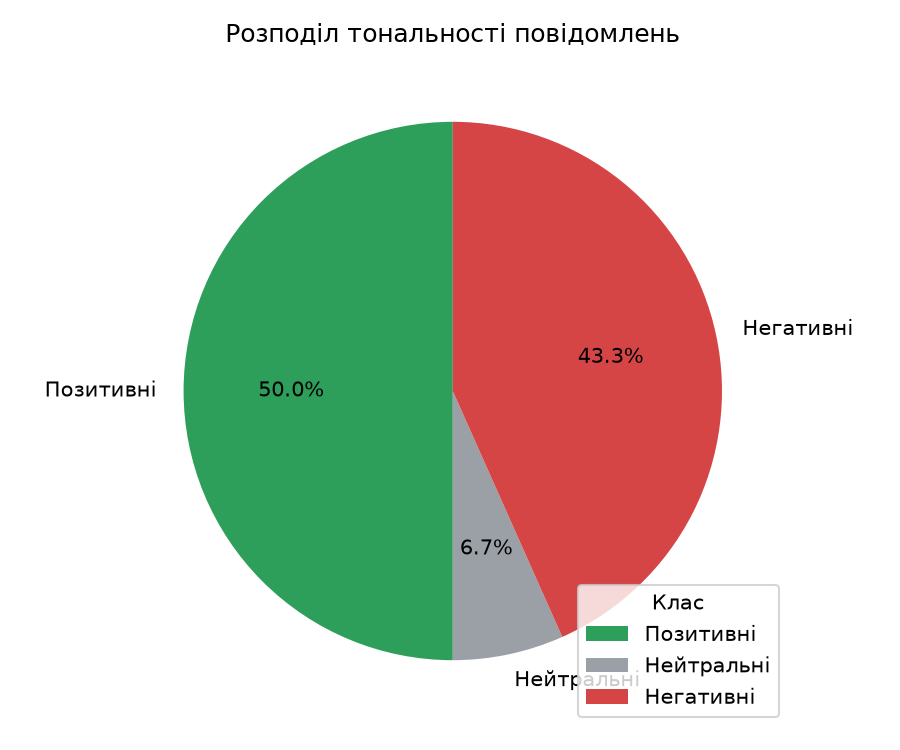 Розподіл тональності повідомлень
Негативні
43.3%
Позитивні
50.0%
6.7%
Нейтральні
Клас
Позитивні
Нейтральні
Негативні